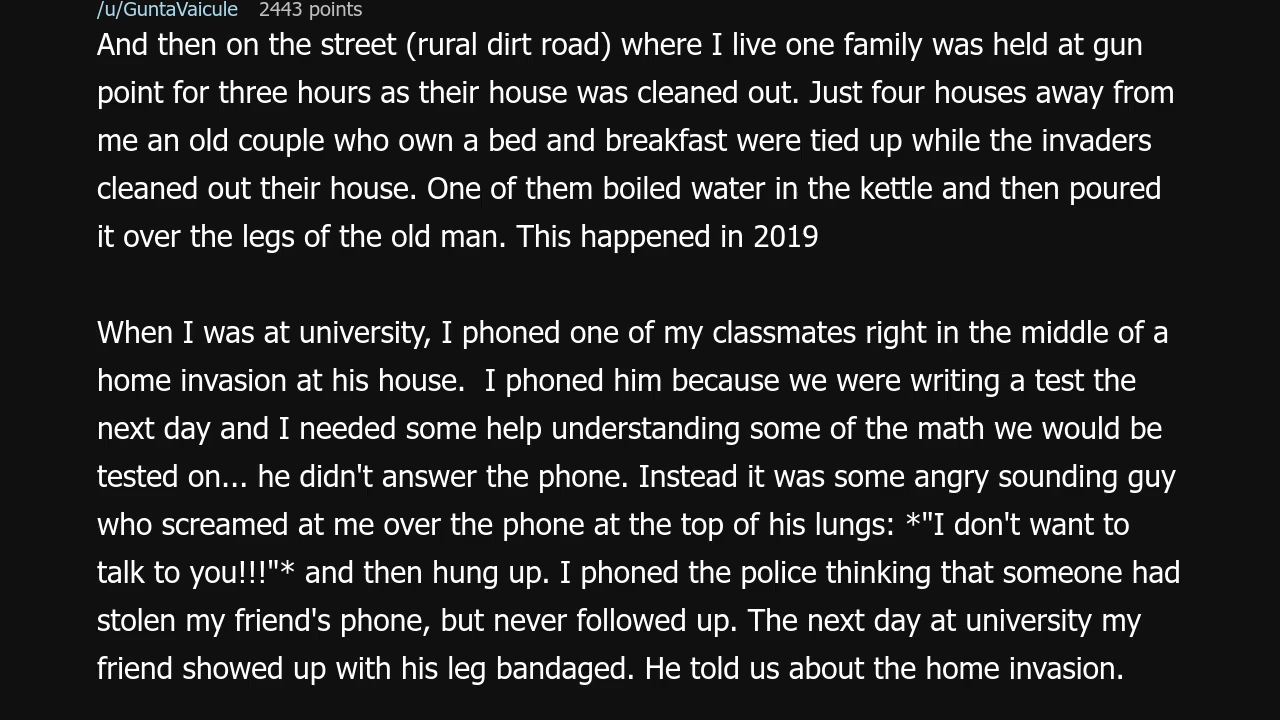 /u/GuntaVaicule 2443 points
And then on the street (rural dirt road) where I live one family was held at gun
point for three hours as their house was cleaned out. Just four houses away from
me an old couple who own a bed and breakfast were tied up while the invaders
cleaned out their house. One of them boiled water in the kettle and then poured
it over the legs of the old man. This happened in 2019
When I was at university, I phoned one of my classmates right in the middle of a
home invasion at his house.  I phoned him because we were writing a test the
next day and I needed some help understanding some of the math we would be
tested on... he didn't answer the phone. Instead it was some angry sounding guy
who screamed at me over the phone at the top of his lungs: *"I don't want to
talk to you!!!"* and then hung up. I phoned the police thinking that someone had
stolen my friend's phone, but never followed up. The next day at university my
friend showed up with his leg bandaged. He told us about the home invasion.